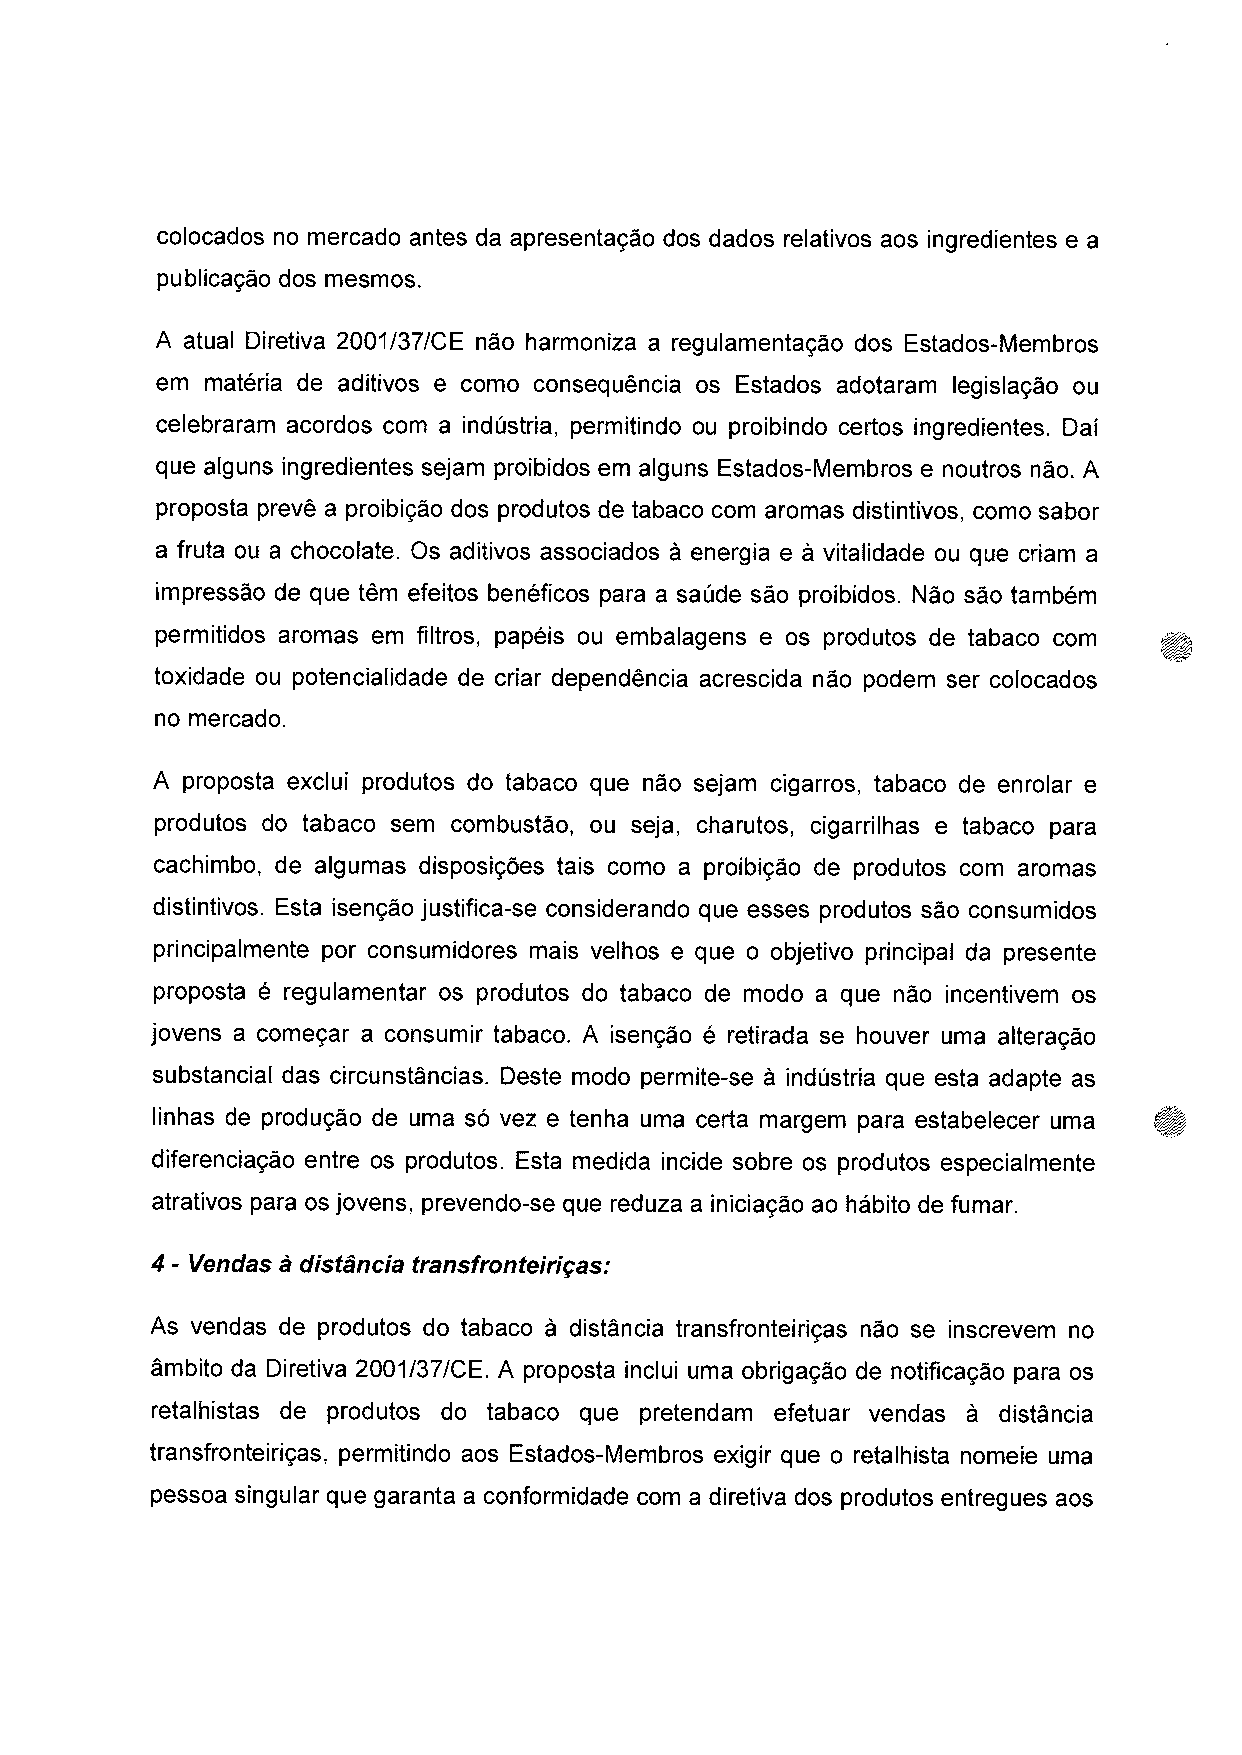 colocados no mercado antes da apresentação dos dados relativos aos ingredientes e a
publicação dos mesmos.
A atual Diretiva 2001/37/CE não harmoniza a regulamentação dos Estados-Membros
em matéria de aditivos e como consequência os Estados adotaram legislação ou
celebraram acordos com a indústria, permitindo ou proibindo certos ingredientes. Daí
que alguns ingredientes sejam proibidos em alguns Estados-Membros e noutros não. A
proposta prevê a proibição dos produtos de tabaco com aromas distintivos, como sabor
a fruta ou a chocolate. Os aditivos associados à energia e à vitalidade ou que criam a
impressão de que têm efeitos benéficos para a saúde são proibidos. Não são também
permitidos aromas em filtros, papéis ou embalagens e os produtos de tabaco com
toxidade ou potencialidade de criar dependência acrescida não podem ser colocados
no mercado.
A proposta exclui produtos do tabaco que não sejam cigarros, tabaco de enrolar e
produtos do tabaco sem combustão, ou seja, charutos, cigarrilhas e tabaco para
cachimbo, de algumas disposições tais como a proibição de produtos com aromas
distintivos. Esta isenção justifica-se considerando que esses produtos são consumidos
principalmente por consumidores mais velhos e que o objetivo principal da presente
proposta é regulamentar os produtos do tabaco de modo a que não incentivem os
jovens a começar a consumir tabaco. A isenção é retirada se houver uma alteração
substancial das circunstâncias. Deste modo permite-se à indústria que esta adapte as
linhas de produção de uma só vez e tenha uma certa margem para estabelecer uma
diferenciação entre os produtos. Esta medida incide sobre os produtos especialmente
atrativos para os jovens, prevendo-se que reduza a iniciação ao hábito de fumar.
4 - Vendas à distância transfronteiriças:
As vendas de produtos do tabaco à distância transfronteiriças não se inscrevem no
âmbito da Diretiva 2001/37/CE. A proposta inclui uma obrigação de notificação para os
retalhistas de produtos do tabaco que pretendam efetuar vendas à distância
transfronteiriças, permitindo aos Estados-Membros exigir que o retalhista nomeie uma
pessoa singular que garanta a conformidade com a diretiva dos produtos entregues aos